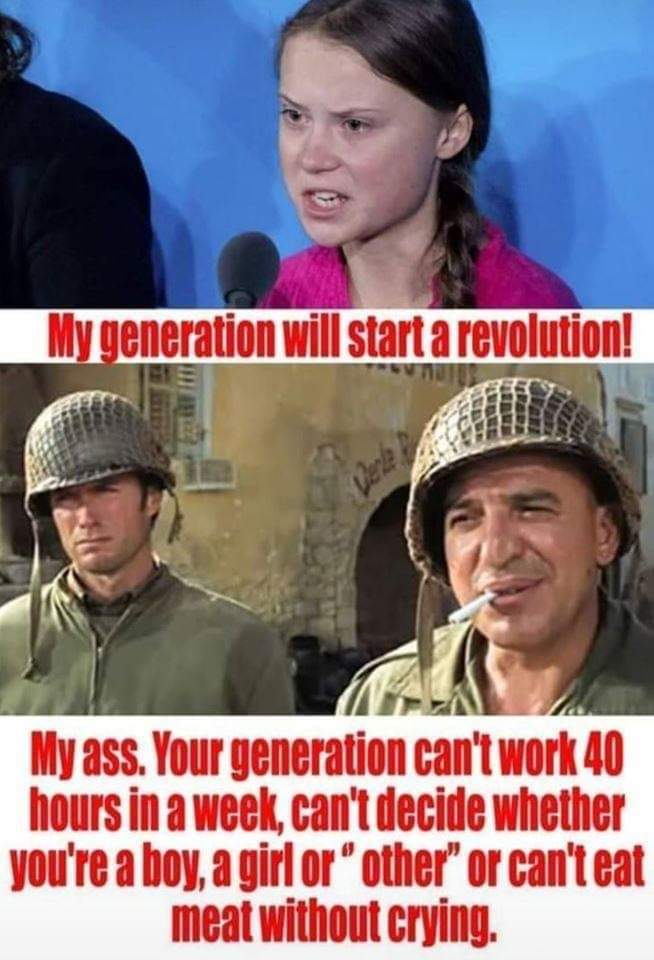 My generation will start a revolution!
My ass. Your generation can't work 40
hours in a week, can't decide whether
you're a boy, a girl or " other" or can't eat
meat without crying.